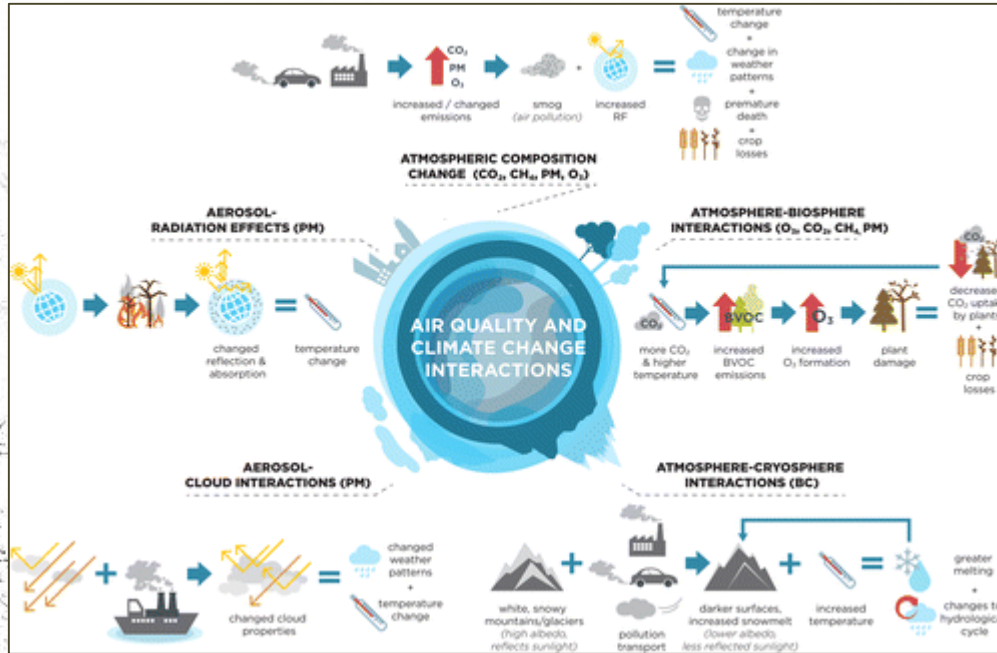 CO₂
PM
O₃
increased / changed
emissions
smog
(air pollution)
+
increased
RF
=
temperature
change
+
change in
weather
patterns
+
premature
death
+
crop
losses
ATMOSPHERIC COMPOSITION
CHANGE (CO₂, CH₄, PM, O₃)
AEROSOL-
RADIATION EFFECTS (PM)
changed
reflection &
absorption
=
temperature
change
ATMOSPHERE-BIOSPHERE
INTERACTIONS (O₃, CO₂, CH₄, PM)
CO₂
more CO₂
& higher
temperature
BVOC
increased
BVOC
emissions
O₃
increased
O₃ formation
plant
damage
=
CO₂
decreased
CO₂ uptake
by plants
+
crop
losses
AIR QUALITY AND
CLIMATE CHANGE
INTERACTIONS
AEROSOL-
CLOUD INTERACTIONS (PM)
+
changed cloud
properties
=
changed
weather
patterns
+
temperature
change
ATMOSPHERE-CRYOSPHERE
INTERACTIONS (BC)
white, snowy
mountains/glaciers
(high albedo,
reflects sunlight)
+
pollution
transport
darker surfaces,
increased snowmelt
(lower albedo,
less reflected sunlight)
+
increased
temperature
=
greater
melting
+
changes to
hydrological
cycle